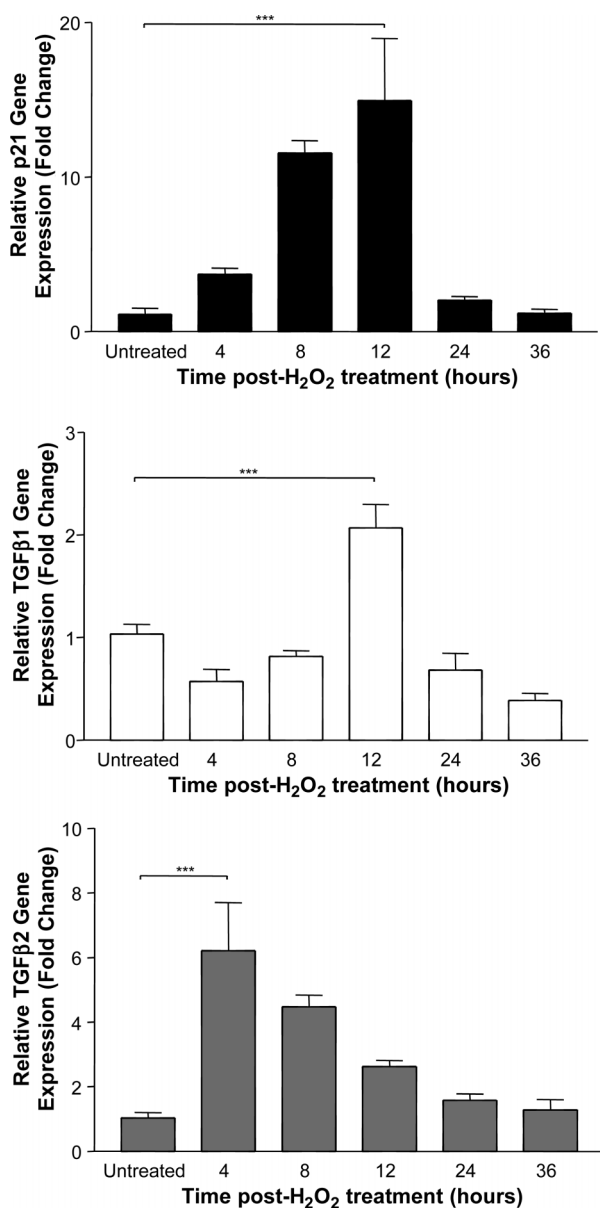 Relative p21 Gene
Expression (Fold Change)
20
10
0
***
Untreated 4 8 12 24 36
Time post-H₂O₂ treatment (hours)
Relative TGFβ1 Gene
Expression (Fold Change)
3
2
1
0
***
Untreated 4 8 12 24 36
Time post-H₂O₂ treatment (hours)
Relative TGFβ2 Gene
Expression (Fold Change)
10
8
6
4
2
0
***
Untreated 4 8 12 24 36
Time post-H₂O₂ treatment (hours)